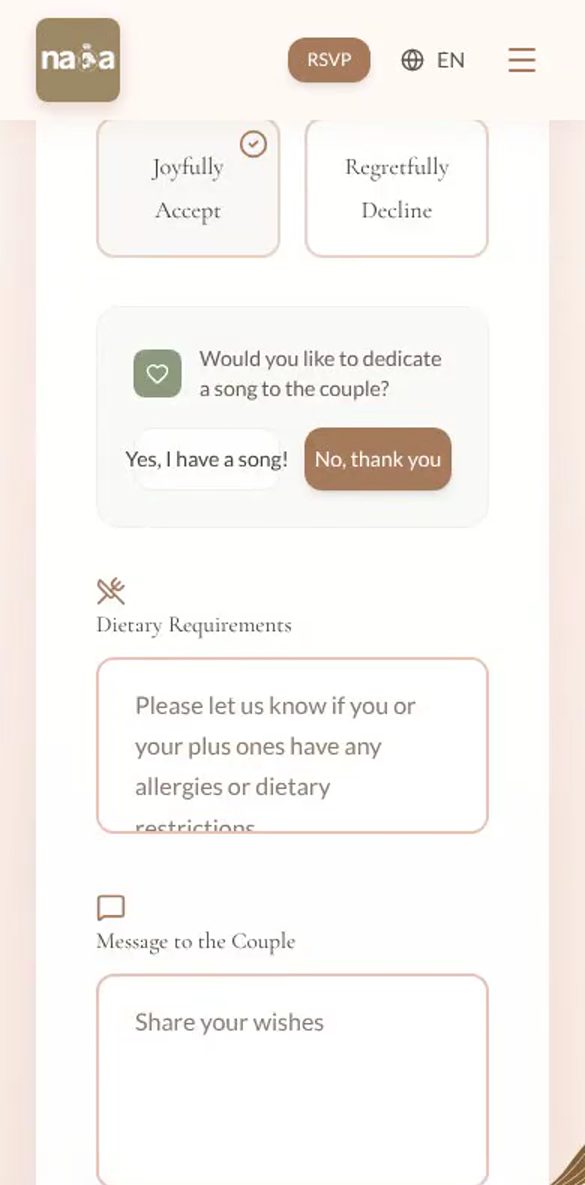 RSVP
EN
Joyfully
Accept
Regretfully
Decline
Would you like to dedicate
a song to the couple?
Yes, I have a song!
No, thank you
Dietary Requirements
Please let us know if you or
your plus ones have any
allergies or dietary
restrictions
Message to the Couple
Share your wishes